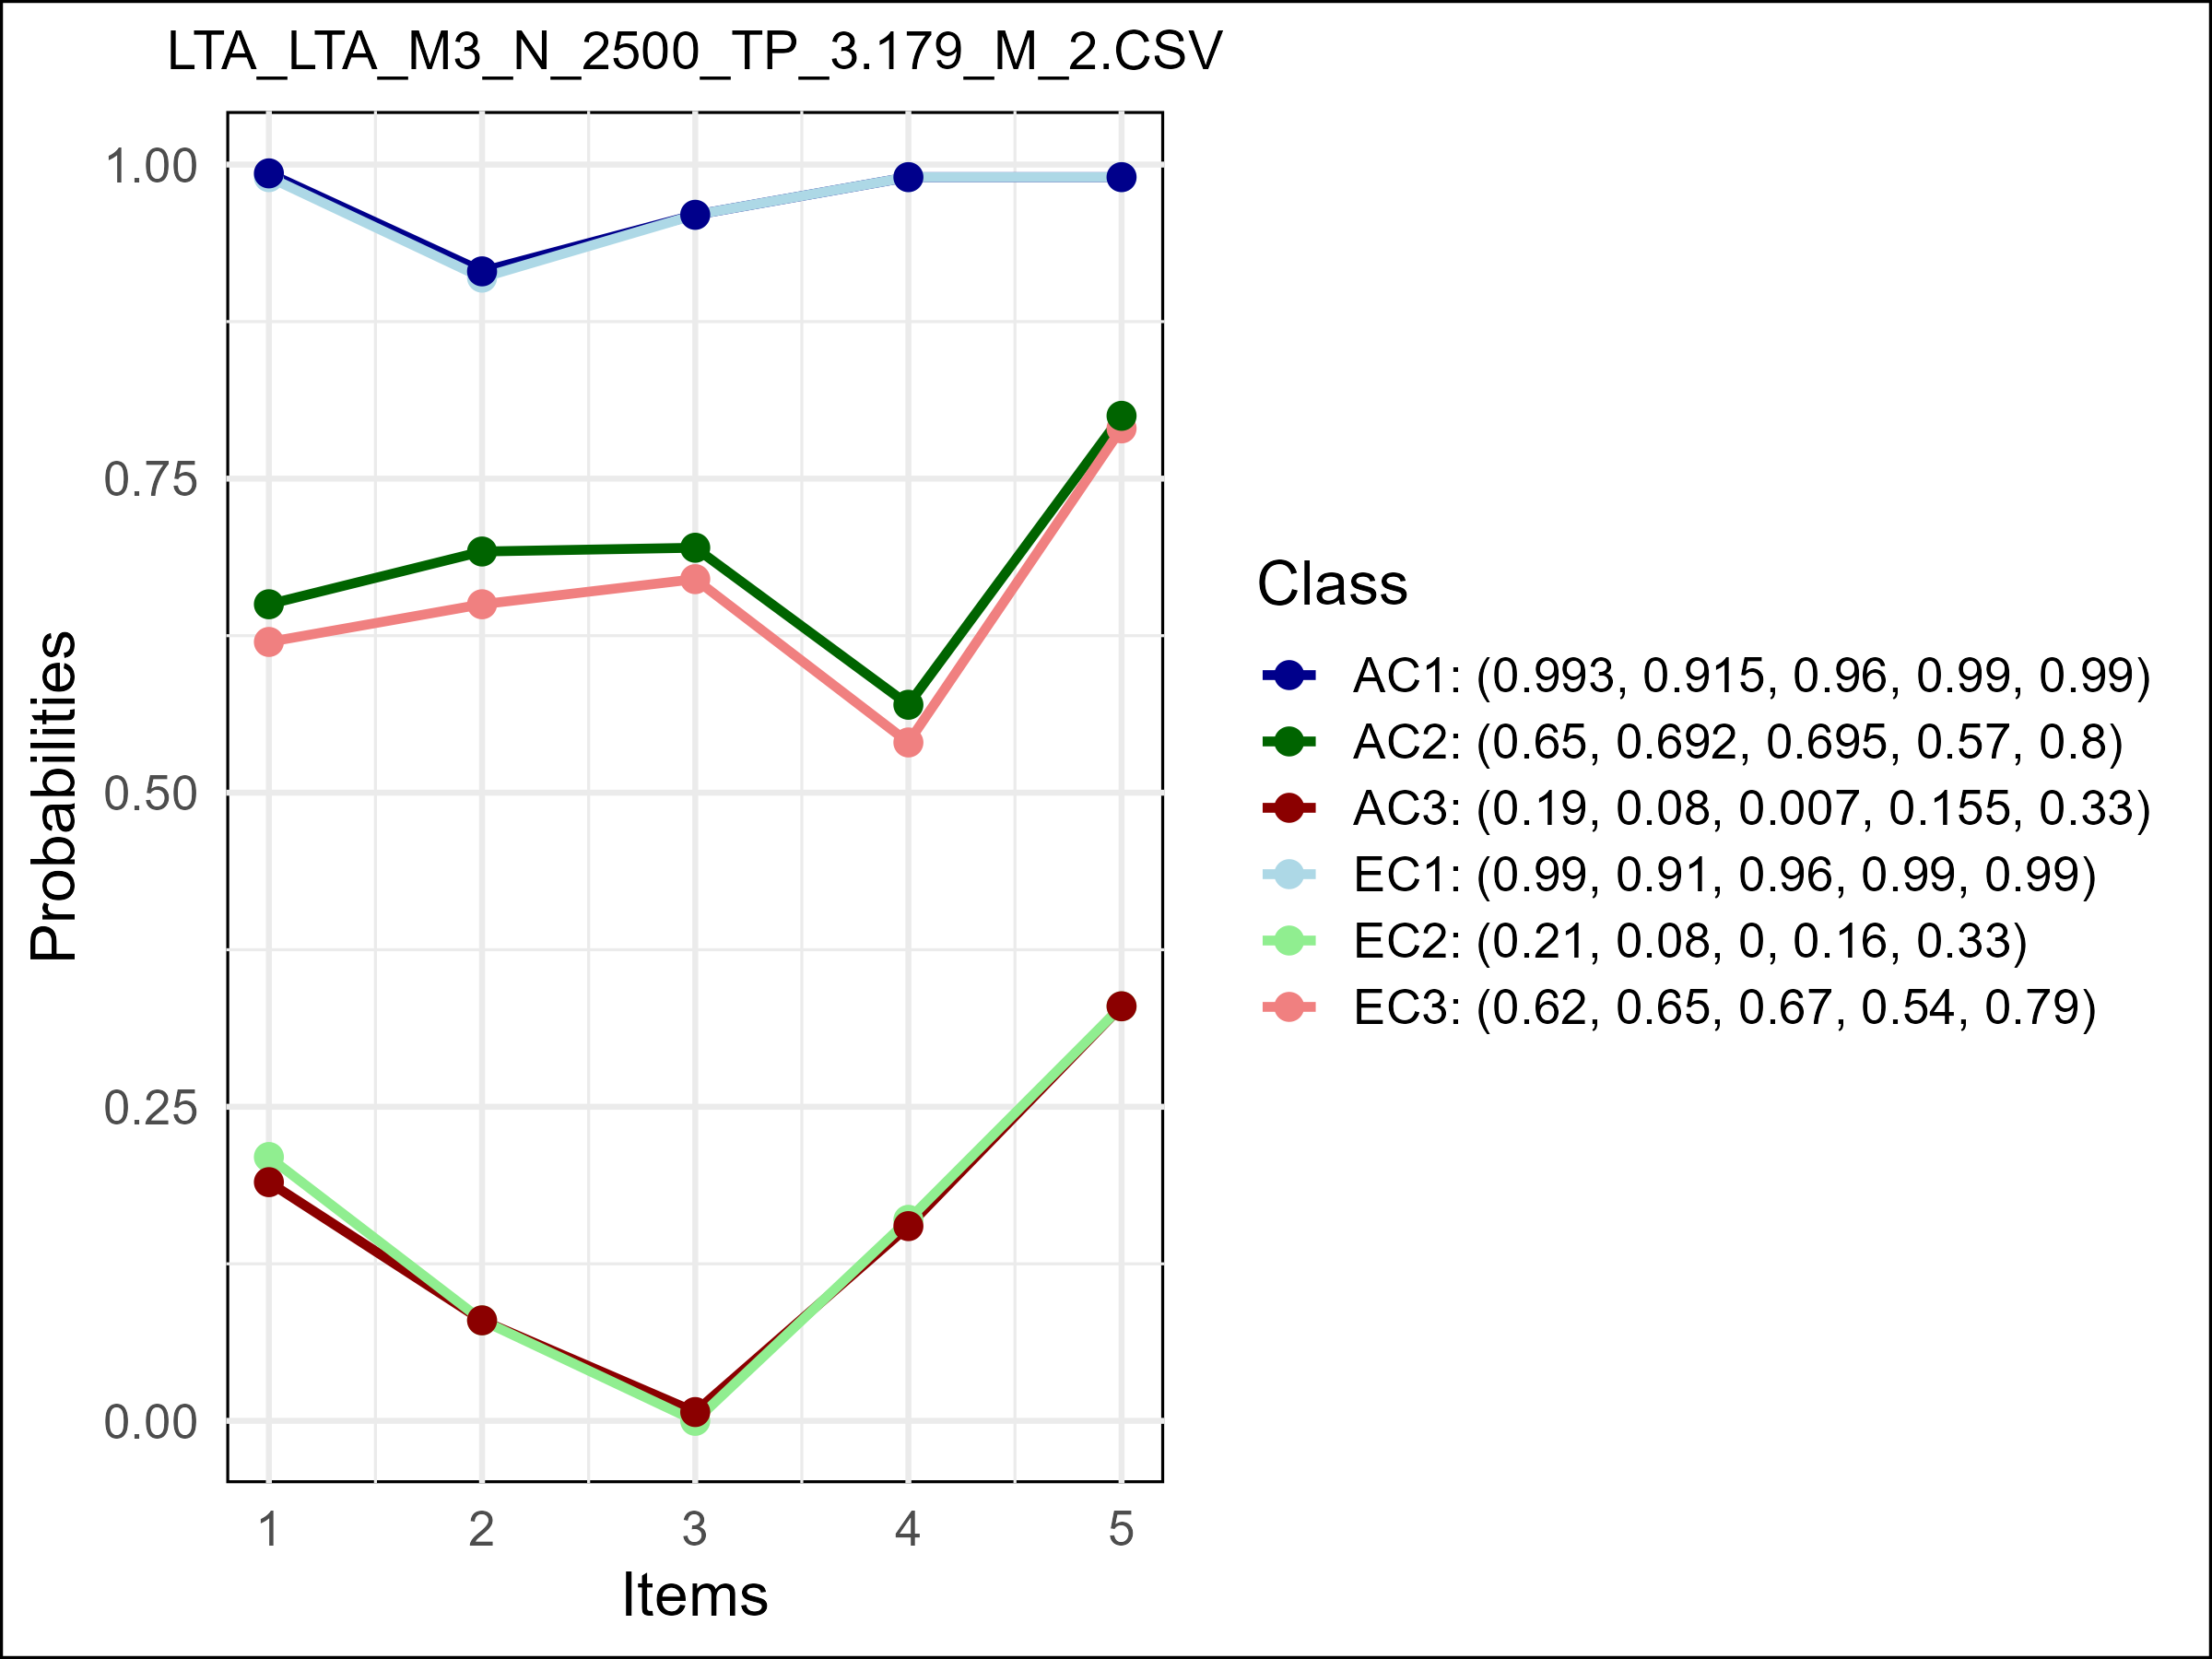 LTA_LTA_M3_N_2500_TP_3.179_M_2.CSV
1.00
0.75
0.50
0.25
0.00
Probabilities
1 2 3 4 5
Items
Class
AC1: (0.993, 0.915, 0.96, 0.99, 0.99)
AC2: (0.65, 0.692, 0.695, 0.57, 0.8)
AC3: (0.19, 0.08, 0.007, 0.155, 0.33)
EC1: (0.99, 0.91, 0.96, 0.99, 0.99)
EC2: (0.21, 0.08, 0, 0.16, 0.33)
EC3: (0.62, 0.65, 0.67, 0.54, 0.79)